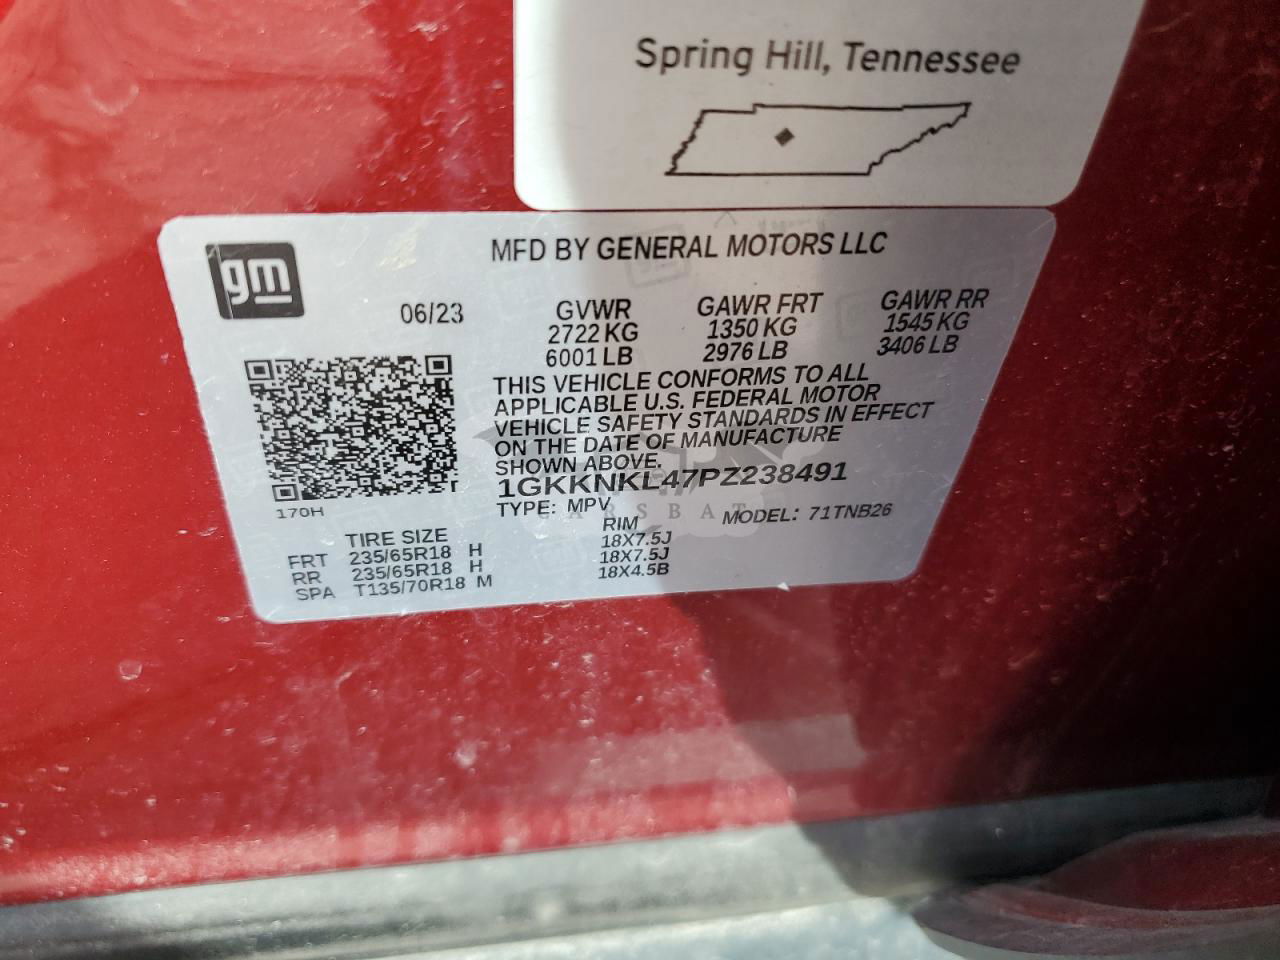 Spring Hill, Tennessee
gm
MFD BY GENERAL MOTORS LLC
06/23
GVWR GAWR FRT GAWR RR
2722 KG 1350 KG 1545 KG
6001 LB 2976 LB 3406 LB
THIS VEHICLE CONFORMS TO ALL
APPLICABLE U.S. FEDERAL MOTOR
VEHICLE SAFETY STANDARDS IN EFFECT
ON THE DATE OF MANUFACTURE
SHOWN ABOVE.
1GKKNKL47PZ238491
170H
TYPE: MPV MODEL: 71TNB26
TIRE SIZE RIM
FRT 235/65R18 H 18X7.5J
RR 235/65R18 H 18X7.5J
SPA T135/70R18 M 18X4.5B